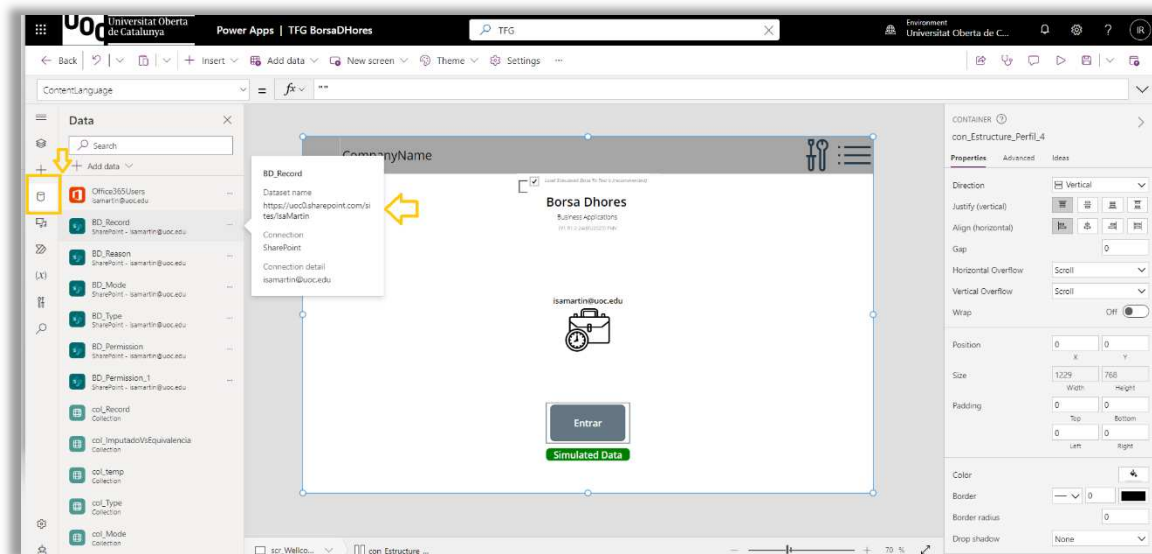 UOC Universitat Oberta
de Catalunya
Power Apps | TFG BorsaDHores
TFG
Environment
Universitat Oberta de C...
?
IR
Back
Insert
Add data
New screen
Theme
Settings
...
ContentLanguage
= fx ""
Data
Search
Add data
Office365Users
isamartin@uoc.edu
BD_Record
SharePoint - isamartin@uoc.edu
BD_Reason
SharePoint - isamartin@uoc.edu
BD_Mode
SharePoint - isamartin@uoc.edu
BD_Type
SharePoint - isamartin@uoc.edu
BD_Permission
SharePoint - isamartin@uoc.edu
BD_Permission_1
SharePoint - isamartin@uoc.edu
col_Record
Collection
col_ImputadoVsEquivalencia
Collection
col_temp
Collection
col_Type
Collection
col_Mode
Collection
BD_Record
Dataset name
https://uoc0.sharepoint.com/si
tes/IsaMartin
Connection
SharePoint
Connection detail
isamartin@uoc.edu
CompanyName
Borsa Dhores
Business Applications
isamartin@uoc.edu
Entrar
Simulated Data
scr_Wellco...
con_Estructure ...
70 %
CONTAINER
con_Estructure_Perfil_4
Properties Advanced Ideas
Direction Vertical
Justify (vertical)
Align (horizontal)
Gap 0
Horizontal Overflow Scroll
Vertical Overflow Scroll
Wrap Off
Position 0 0
X Y
Size 1229 766
Width Height
Padding 0 0
Top Bottom
0 0
Left Right
Color
Border 0
Border radius 0
Drop shadow None